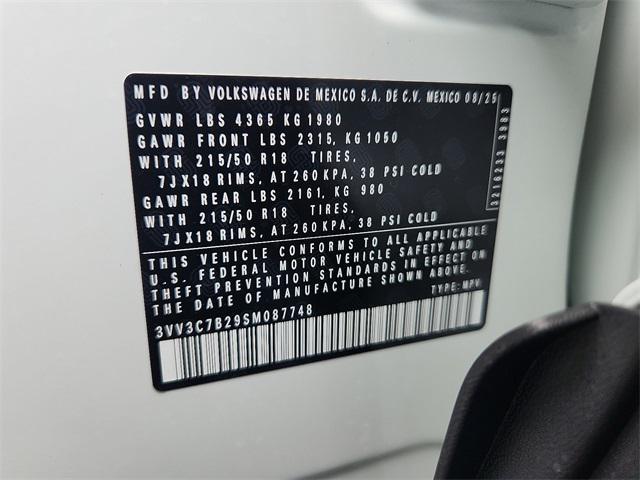 MFD BY VOLKSWAGEN DE MEXICO S.A. DE C.V. MEXICO 08/25
GVWR LBS 4365 KG 1980
GAWR FRONT LBS 2315, KG 1050
WITH 215/50 R18 TIRES,
7JX18 RIMS, AT 260 KPA, 38 PSI COLD
GAWR REAR LBS 2161, KG 980
WITH 215/50 R18 TIRES,
7JX18 RIMS, AT 260 KPA, 38 PSI COLD
THIS VEHICLE CONFORMS TO ALL APPLICABLE
U.S. FEDERAL MOTOR VEHICLE SAFETY AND
THEFT PREVENTION STANDARDS IN EFFECT ON
THE DATE OF MANUFACTURE SHOWN ABOVE.
3VV3C7B29SM087748 TYPE: MPV
3216233 3983